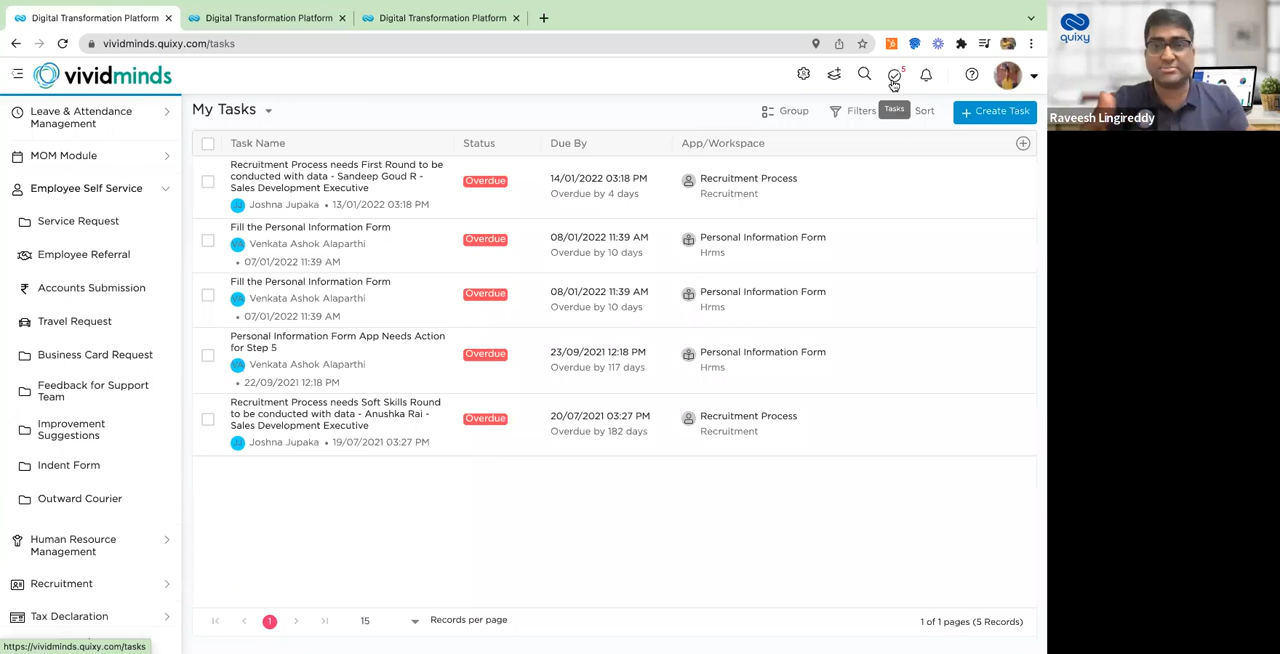 Digital Transformation Platform
Digital Transformation Platform
Digital Transformation Platform
vividminds.quixy.com/tasks
quixy
Raveesh Lingireddy
vividminds
5
Leave & Attendance
Management
MOM Module
Employee Self Service
Service Request
Employee Referral
Accounts Submission
Travel Request
Business Card Request
Feedback for Support
Team
Improvement
Suggestions
Indent Form
Outward Courier
Human Resource
Management
Recruitment
Tax Declaration
https://vividminds.quixy.com/tasks
My Tasks
Group
Filters
Tasks
Sort
+ Create Task
Task Name Status Due By App/Workspace
Recruitment Process needs First Round to be
conducted with data - Sandeep Goud R -
Sales Development Executive
JJ Joshna Jupaka • 13/01/2022 03:18 PM
Overdue
14/01/2022 03:18 PM
Overdue by 4 days
Recruitment Process
Recruitment
Fill the Personal Information Form
VA Venkata Ashok Alaparthi
• 07/01/2022 11:39 AM
Overdue
08/01/2022 11:39 AM
Overdue by 10 days
Personal Information Form
Hrms
Fill the Personal Information Form
VA Venkata Ashok Alaparthi
• 07/01/2022 11:39 AM
Overdue
08/01/2022 11:39 AM
Overdue by 10 days
Personal Information Form
Hrms
Personal Information Form App Needs Action
for Step 5
VA Venkata Ashok Alaparthi
• 22/09/2021 12:18 PM
Overdue
23/09/2021 12:18 PM
Overdue by 117 days
Personal Information Form
Hrms
Recruitment Process needs Soft Skills Round
to be conducted with data - Anushka Rai -
Sales Development Executive
JJ Joshna Jupaka • 19/07/2021 03:27 PM
Overdue
20/07/2021 03:27 PM
Overdue by 182 days
Recruitment Process
Recruitment
1
15
Records per page
1 of 1 pages (5 Records)